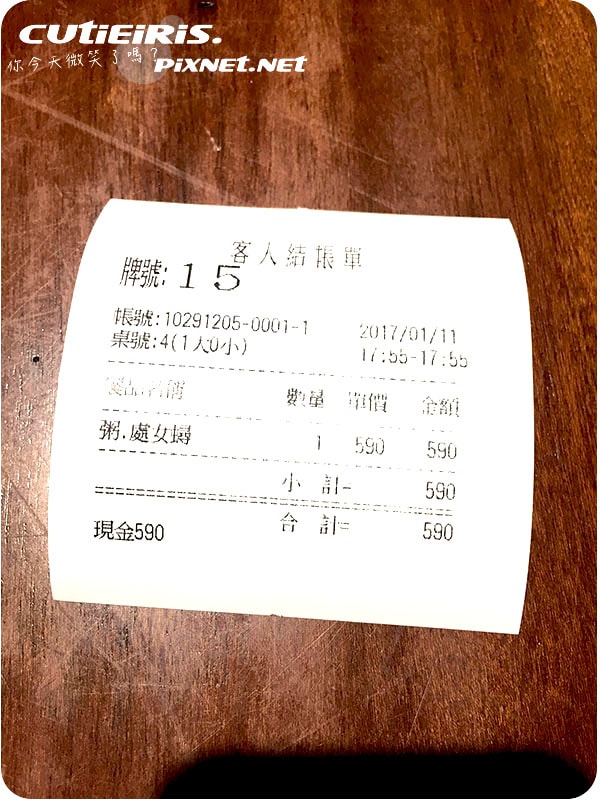 CUTiEiRiS.
你今天微笑了嗎?
PIXNET.NET
客人結帳單
牌號: 15
帳號:10291205-0001-1 2017/01/11
桌號:4(1大0小) 17:55-17:55
品名稱 數量 單價 金額
粥.處女蟳 1 590 590
小 計= 590
合 計= 590
現金590